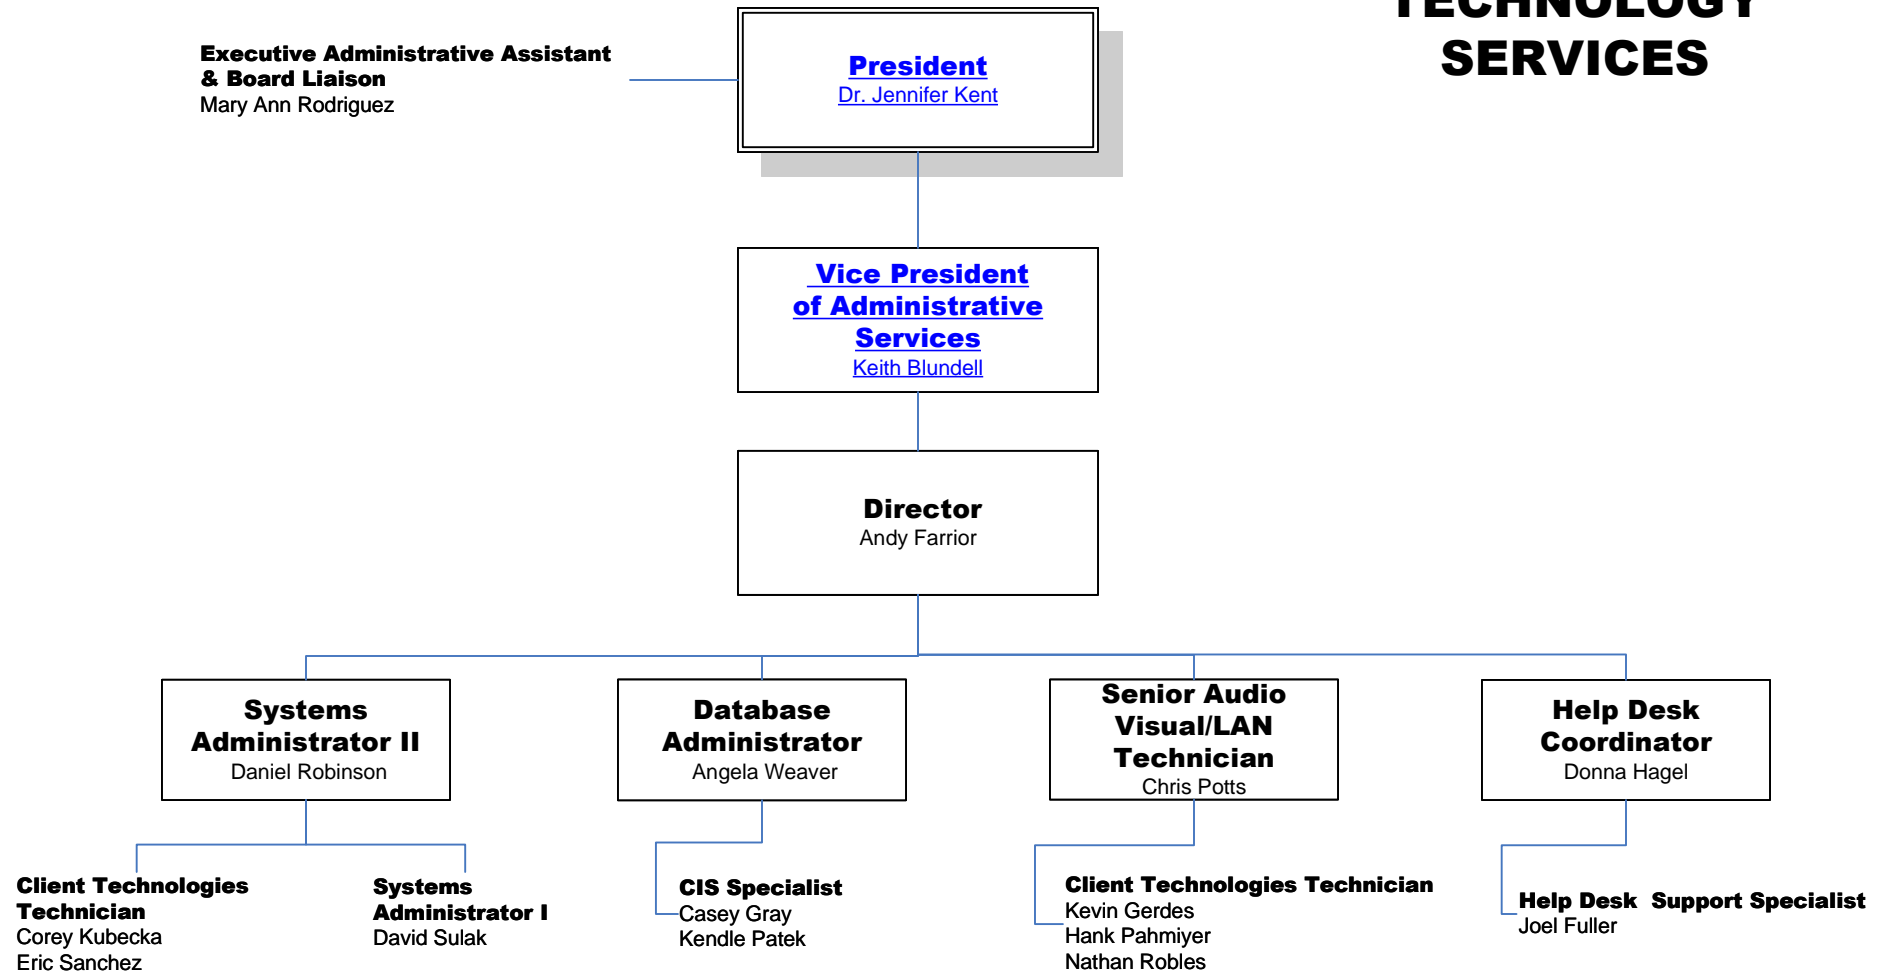 TECHNOLOGY
SERVICES
Executive Administrative Assistant
& Board Liaison
Mary Ann Rodriguez
President
Dr. Jennifer Kent
Vice President
of Administrative
Services
Keith Blundell
Director
Andy Farrior
Systems
Administrator II
Daniel Robinson
Database
Administrator
Angela Weaver
Senior Audio
Visual/LAN
Technician
Chris Potts
Help Desk
Coordinator
Donna Hagel
Client Technologies
Technician
Corey Kubecka
Eric Sanchez
Systems
Administrator I
David Sulak
CIS Specialist
Casey Gray
Kendle Patek
Client Technologies Technician
Kevin Gerdes
Hank Pahmiyer
Nathan Robles
Help Desk  Support Specialist
Joel Fuller